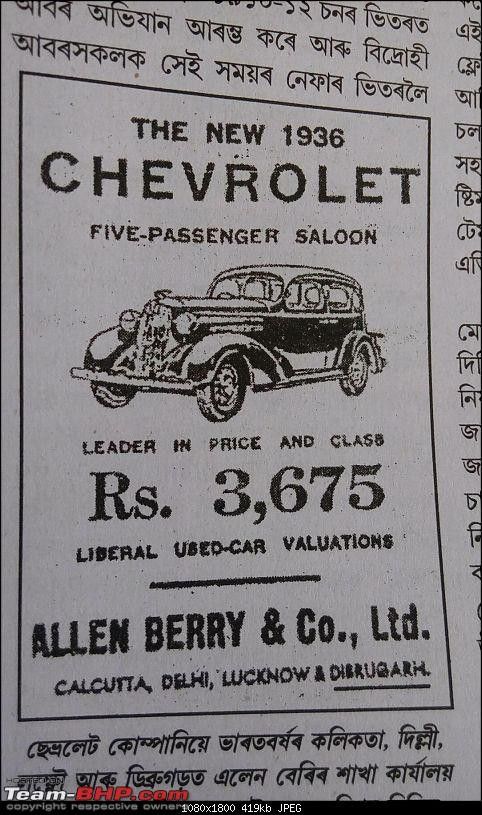 আৰম্ভ কৰে আৰু বিদ্ৰোহী
আবৰসকলক সেই সময়ৰ নেফাৰ ভিতৰলৈ
THE NEW 1936
CHEVROLET
FIVE-PASSENGER SALOON
LEADER IN PRICE AND CLASS
Rs. 3,675
LIBERAL USED-CAR VALUATIONS
ALLEN BERRY & Co., Ltd.
CALCUTTA, DELHI, LUCKNOW & DIBRUGARH.
ছেভ্ৰলেট কোম্পানিয়ে ভাৰতবৰ্ষৰ কলিকতা, দিল্লী,
আৰু ডিব্ৰুগড়ত এলেন বেৰিৰ শাখা কাৰ্যালয়
Team-BHP.com
copyright respective owners
1080x1800 419kb JPEG